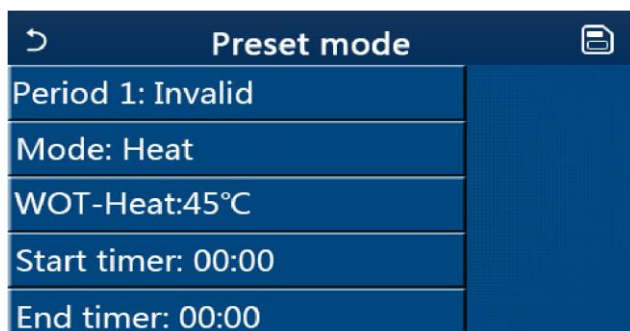 Preset mode
Period 1: Invalid
Mode: Heat
WOT-Heat:45℃
Start timer: 00:00
End timer: 00:00